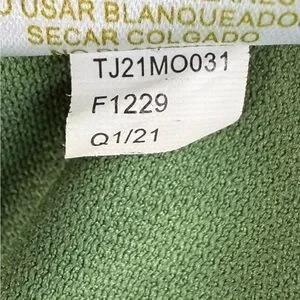 USAR BLANQUEADO
SECAR COLGADO
TJ21MO031
F1229
Q1/21